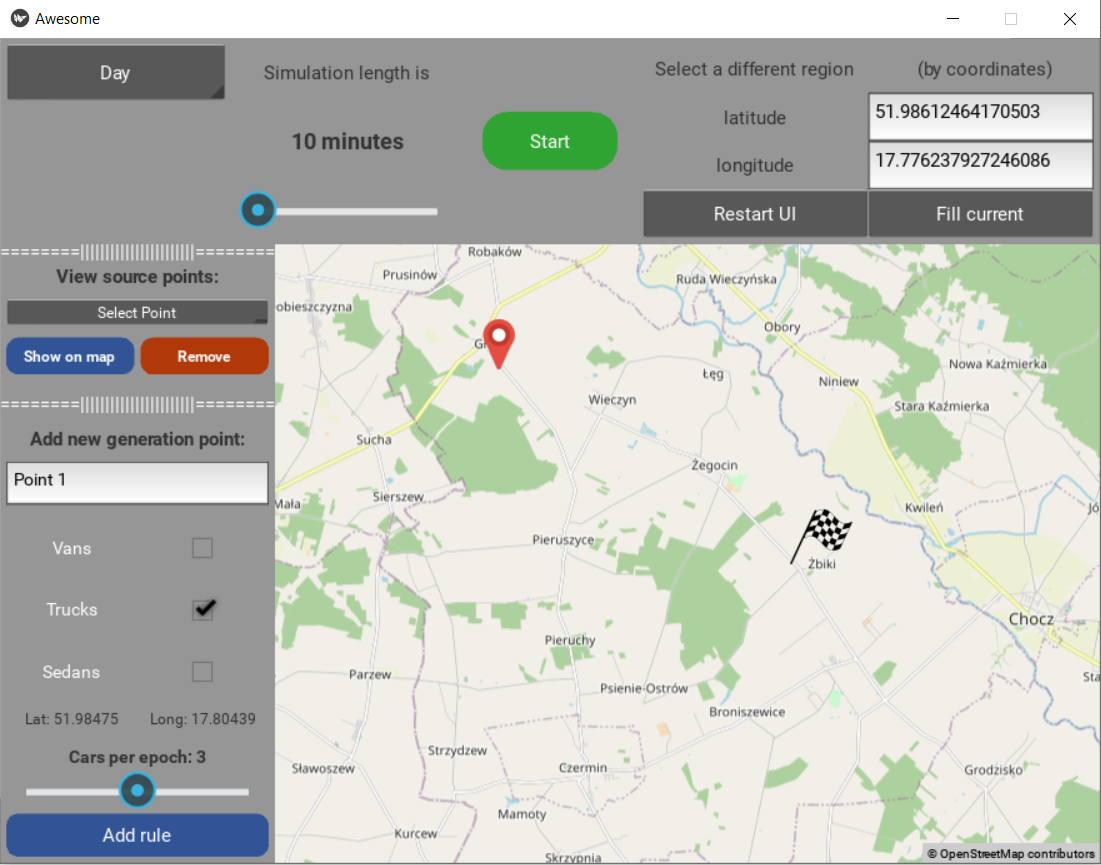 Awesome
Day
Simulation length is
10 minutes
Start
Select a different region (by coordinates)
latitude 51.98612464170503
longitude 17.776237927246086
Restart UI Fill current
View source points:
Select Point
Show on map Remove
Add new generation point:
Point 1
Vans
Trucks
Sedans
Lat: 51.98475 Long: 17.80439
Cars per epoch: 3
Add rule
Robaków
Prusinów
Ruda Wieczyńska
obieszczyzna
Obory
Nowa Kaźmierka
Łęg
Niniew
Wieczyn
Stara Kaźmierka
Sucha
Żegocin
Sierszew
Mała
Kwileń
Pieruszyce
Żbiki
Chocz
Pieruchy
Parzew
Psienie-Ostrów
Sta
Broniszewice
Strzydzew
Sławoszew
Czermin
Grodzisko
Mamoty
Kurcew
Skrzypnia
© OpenStreetMap contributors